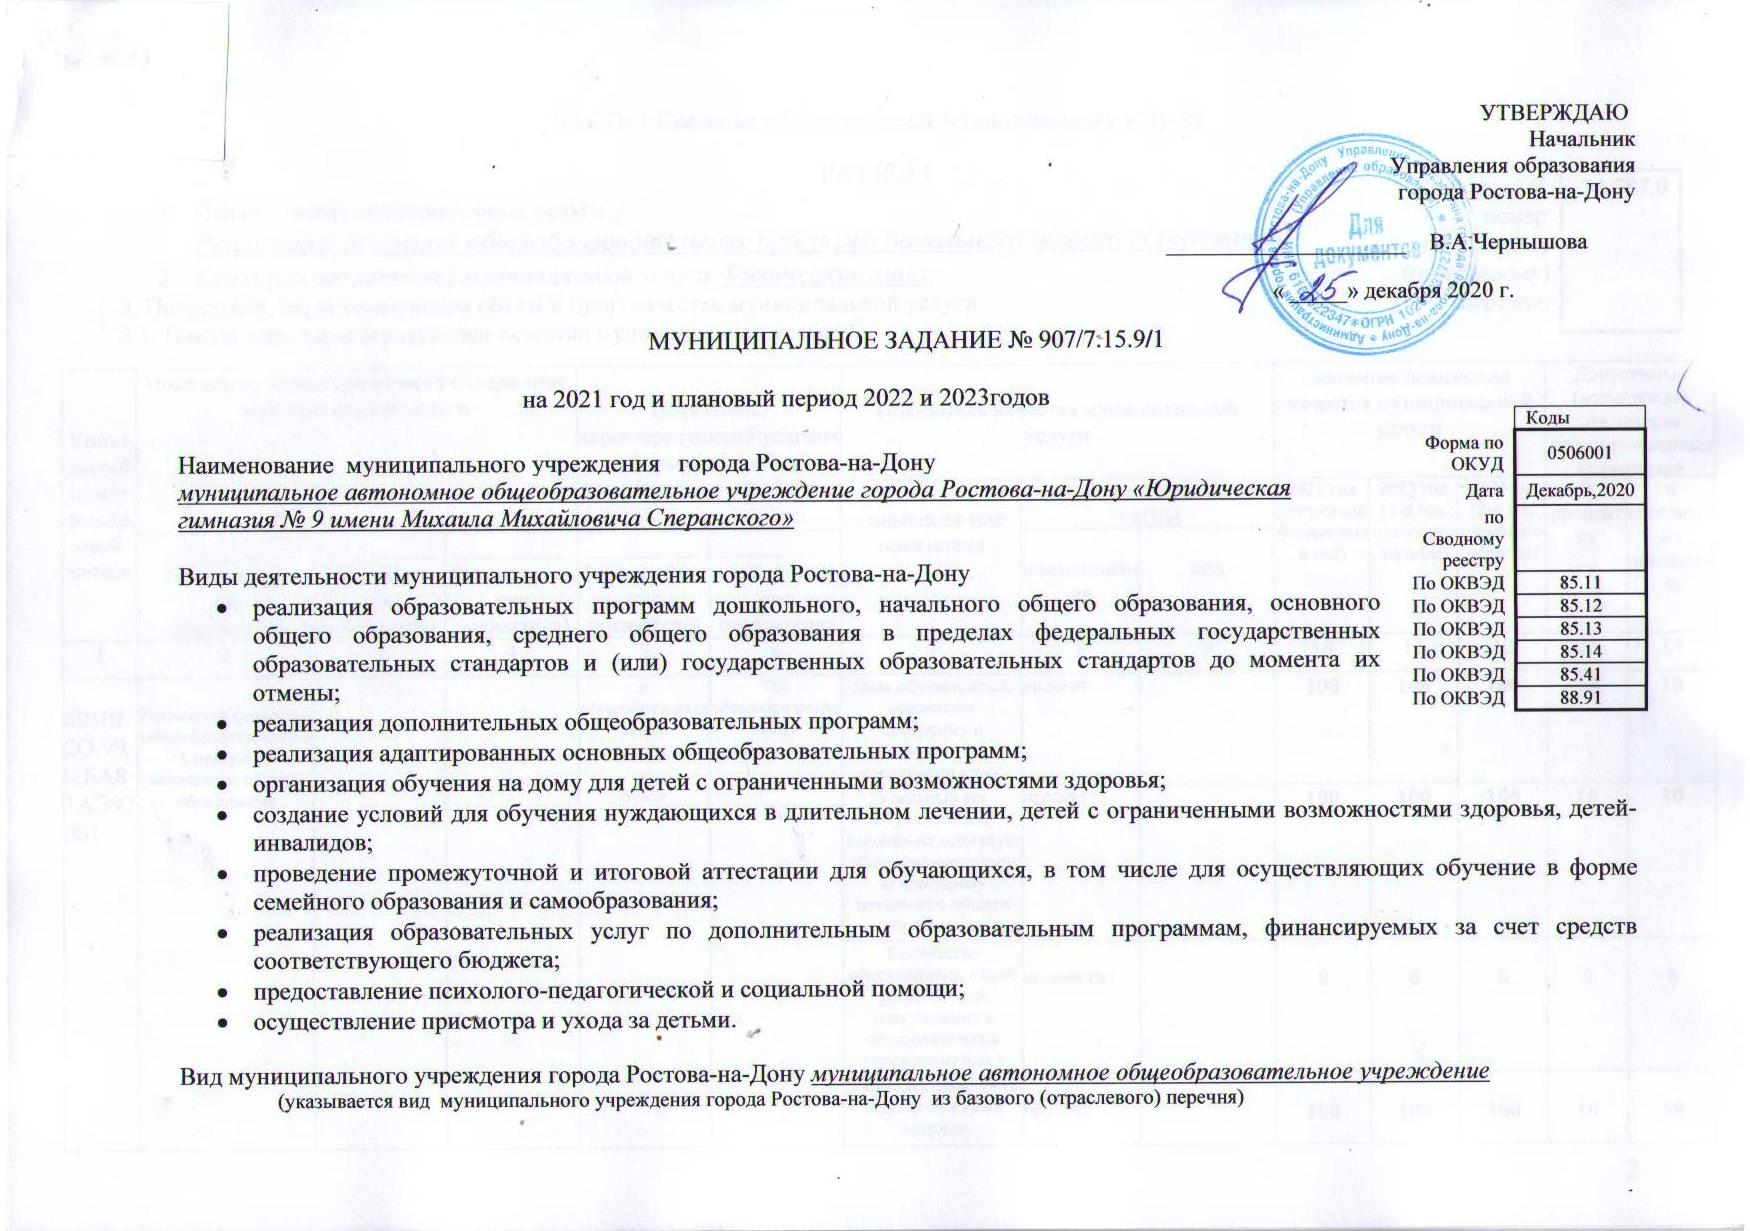 УТВЕРЖДАЮ
Начальник
Управления образования
города Ростова-на-Дону
В.А.Чернышова
«25» декабря 2020 г.
Для
документов
МУНИЦИПАЛЬНОЕ ЗАДАНИЕ № 907/7.15.9/1
на 2021 год и плановый период 2022 и 2023годов
Коды
Форма по
ОКУД 0506001
Дата Декабрь,2020
по
Сводному
реестру
По ОКВЭД 85.11
По ОКВЭД 85.12
По ОКВЭД 85.13
По ОКВЭД 85.14
По ОКВЭД 85.41
По ОКВЭД 88.91
Наименование муниципального учреждения города Ростова-на-Дону
муниципальное автономное общеобразовательное учреждение города Ростова-на-Дону «Юридическая
гимназия № 9 имени Михаила Михайловича Сперанского»
Виды деятельности муниципального учреждения города Ростова-на-Дону
• реализация образовательных программ дошкольного, начального общего образования, основного
общего образования, среднего общего образования в пределах федеральных государственных
образовательных стандартов и (или) государственных образовательных стандартов до момента их
отмены;
• реализация дополнительных общеобразовательных программ;
• реализация адаптированных основных общеобразовательных программ;
• организация обучения на дому для детей с ограниченными возможностями здоровья;
• создание условий для обучения нуждающихся в длительном лечении, детей с ограниченными возможностями здоровья, детей-
инвалидов;
• проведение промежуточной и итоговой аттестации для обучающихся, в том числе для осуществляющих обучение в форме
семейного образования и самообразования;
• реализация образовательных услуг по дополнительным образовательным программам, финансируемых за счет средств
соответствующего бюджета;
• предоставление психолого-педагогической и социальной помощи;
• осуществление присмотра и ухода за детьми.
Вид муниципального учреждения города Ростова-на-Дону муниципальное автономное общеобразовательное учреждение
(указывается вид муниципального учреждения города Ростова-на-Дону из базового (отраслевого) перечня)